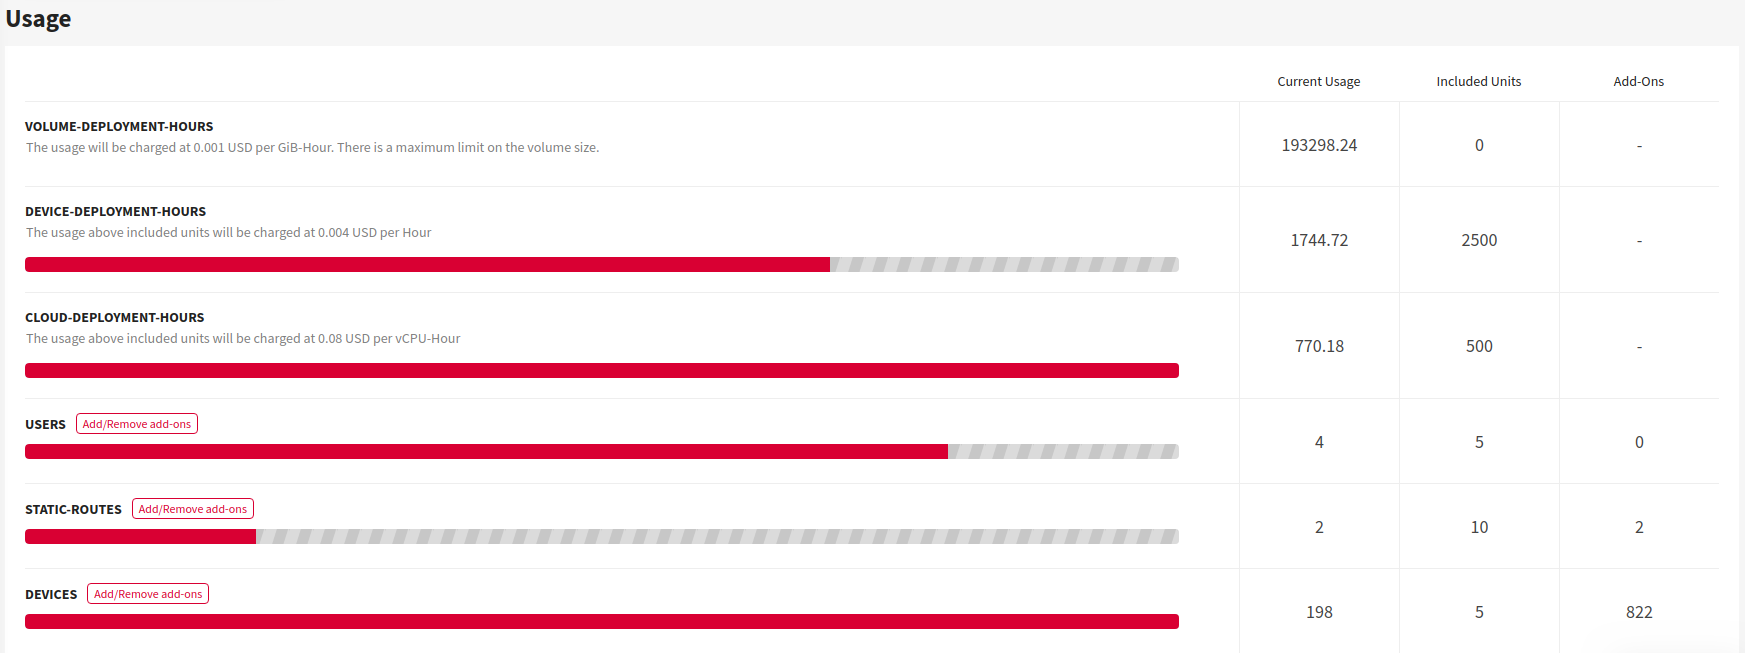 Usage
Current Usage Included Units Add-Ons
VOLUME-DEPLOYMENT-HOURS
The usage will be charged at 0.001 USD per GiB-Hour. There is a maximum limit on the volume size.
193298.24 0 -
DEVICE-DEPLOYMENT-HOURS
The usage above included units will be charged at 0.004 USD per Hour
1744.72 2500 -
CLOUD-DEPLOYMENT-HOURS
The usage above included units will be charged at 0.08 USD per vCPU-Hour
770.18 500 -
USERS Add/Remove add-ons
4 5 0
STATIC-ROUTES Add/Remove add-ons
2 10 2
DEVICES Add/Remove add-ons
198 5 822